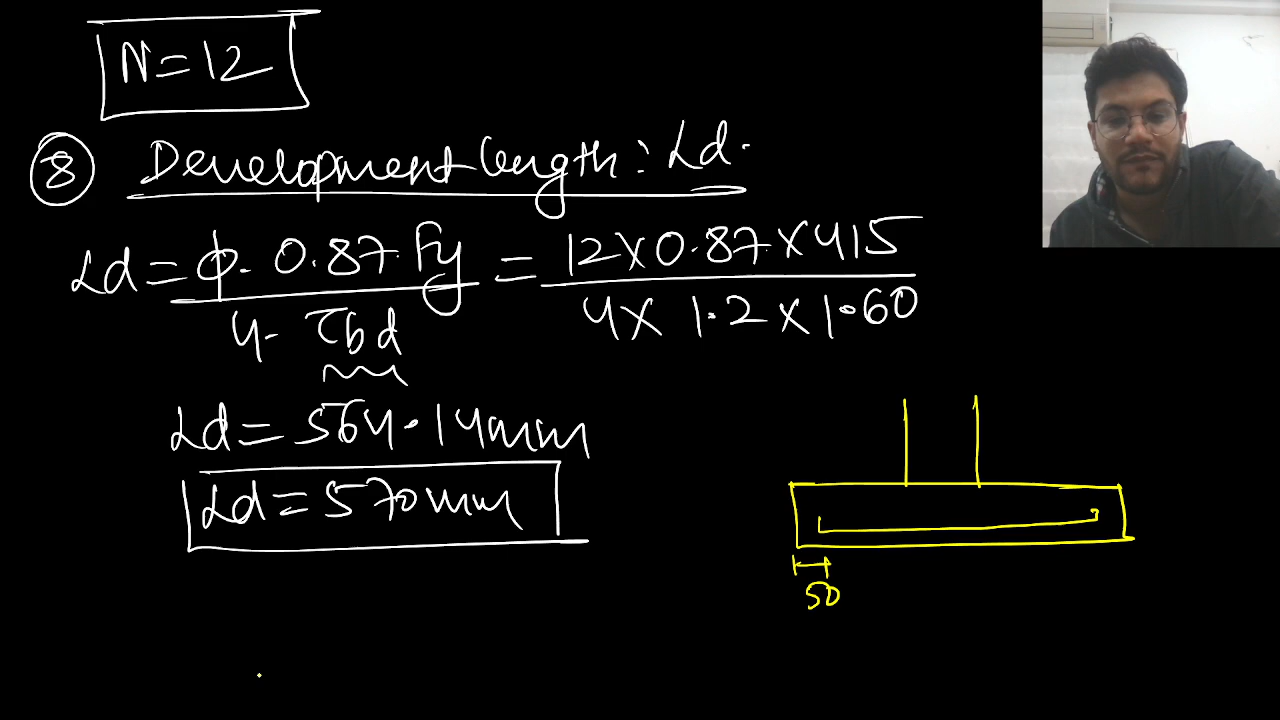 N=12
8 Development length: Ld.
Ld = ϕ. 0.87. Fy / 4. τbd = 12 X 0.87 X 415 / 4 X 1.2 X 1.60
Ld = 564.14mm
Ld = 570mm
50